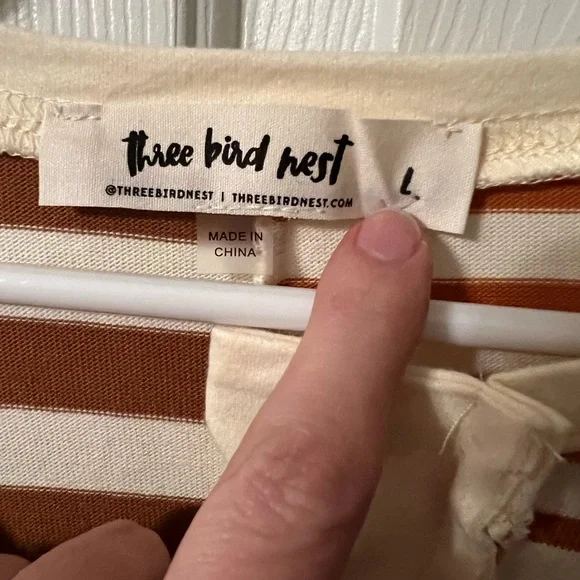 three bird nest
L
@THREEBIRDNEST | THREEBIRDNEST.COM
MADE IN
CHINA